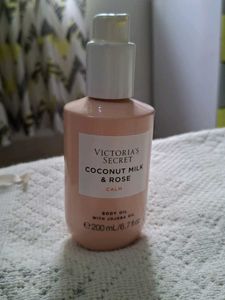 VICTORIA'S
SECRET
COCONUT MILK
& ROSE
CALM
BODY OIL
WITH JOJOBA OIL
℮200 mL/6.7 fl oz